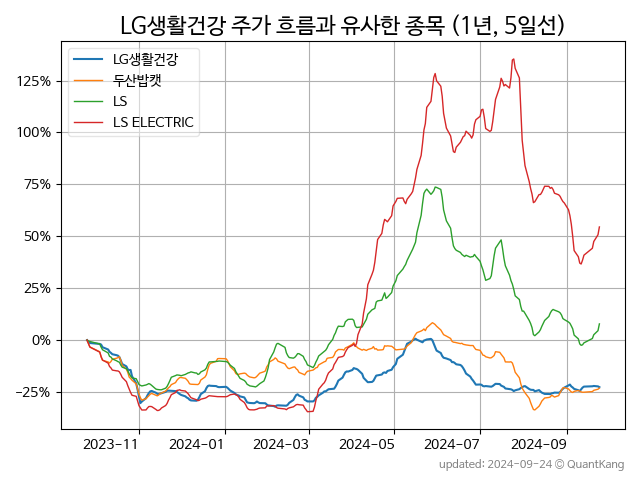 LG생활건강 주가 흐름과 유사한 종목 (1년, 5일선)
LG생활건강
두산밥캣
LS
LS ELECTRIC
125%
100%
75%
50%
25%
0%
−25%
2023-11
2024-01
2024-03
2024-05
2024-07
2024-09
updated: 2024-09-24 © QuantKang